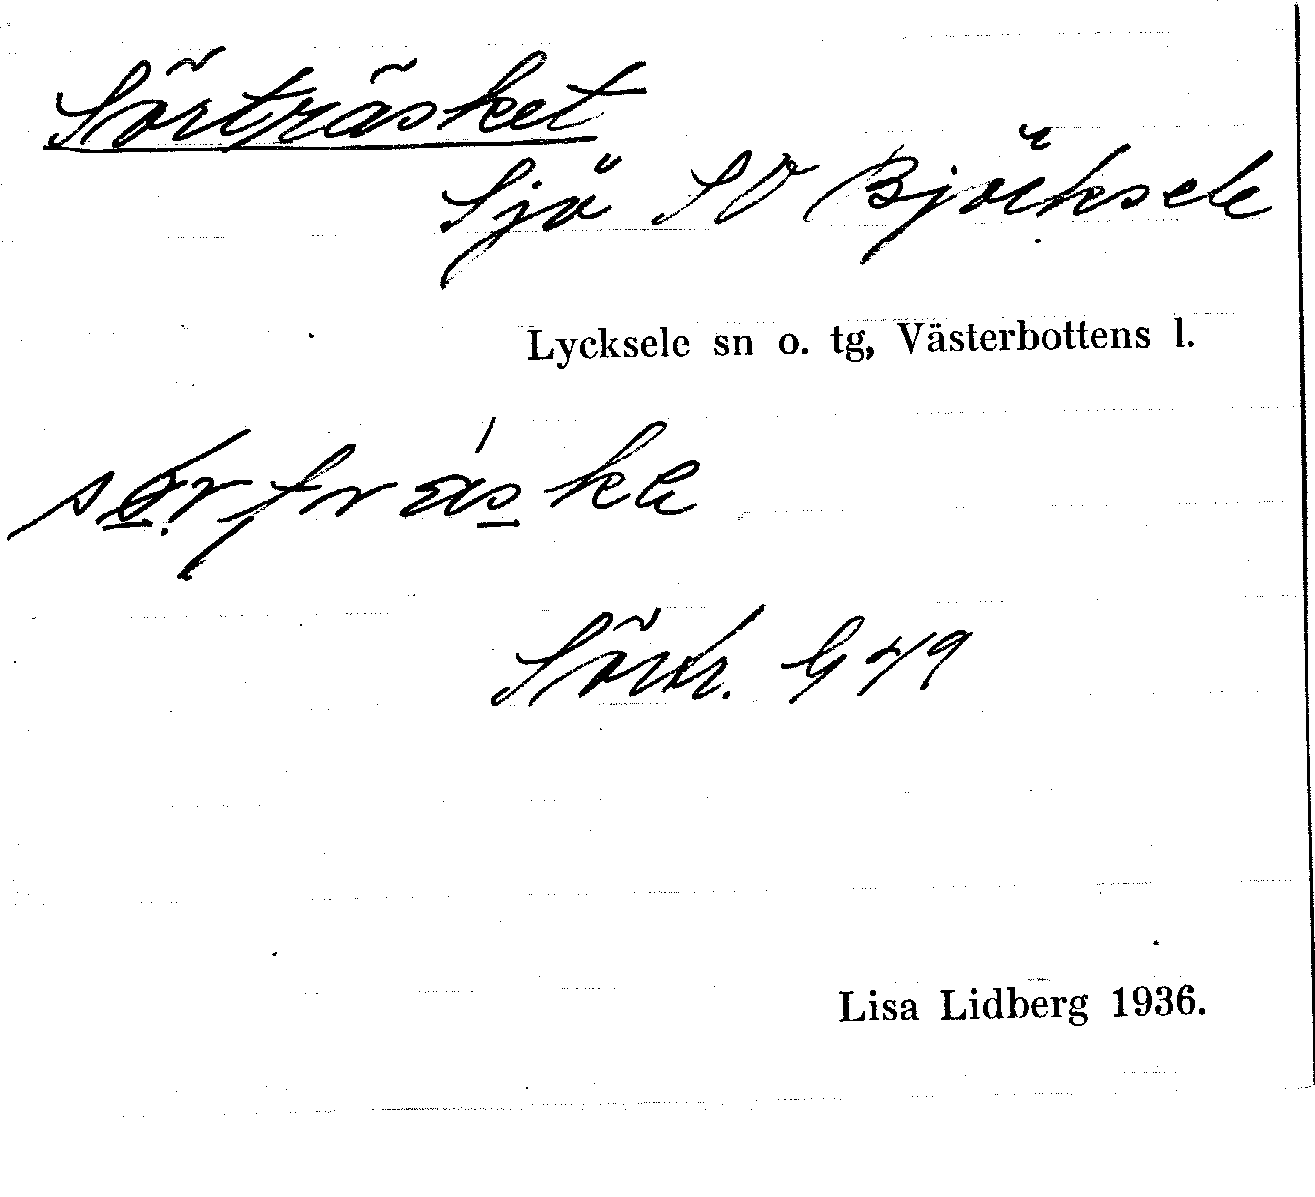 Sörträsket
Sjö SV Björksele
Lycksele sn o. tg, Västerbottens l.
Lisa Lidberg 1936.